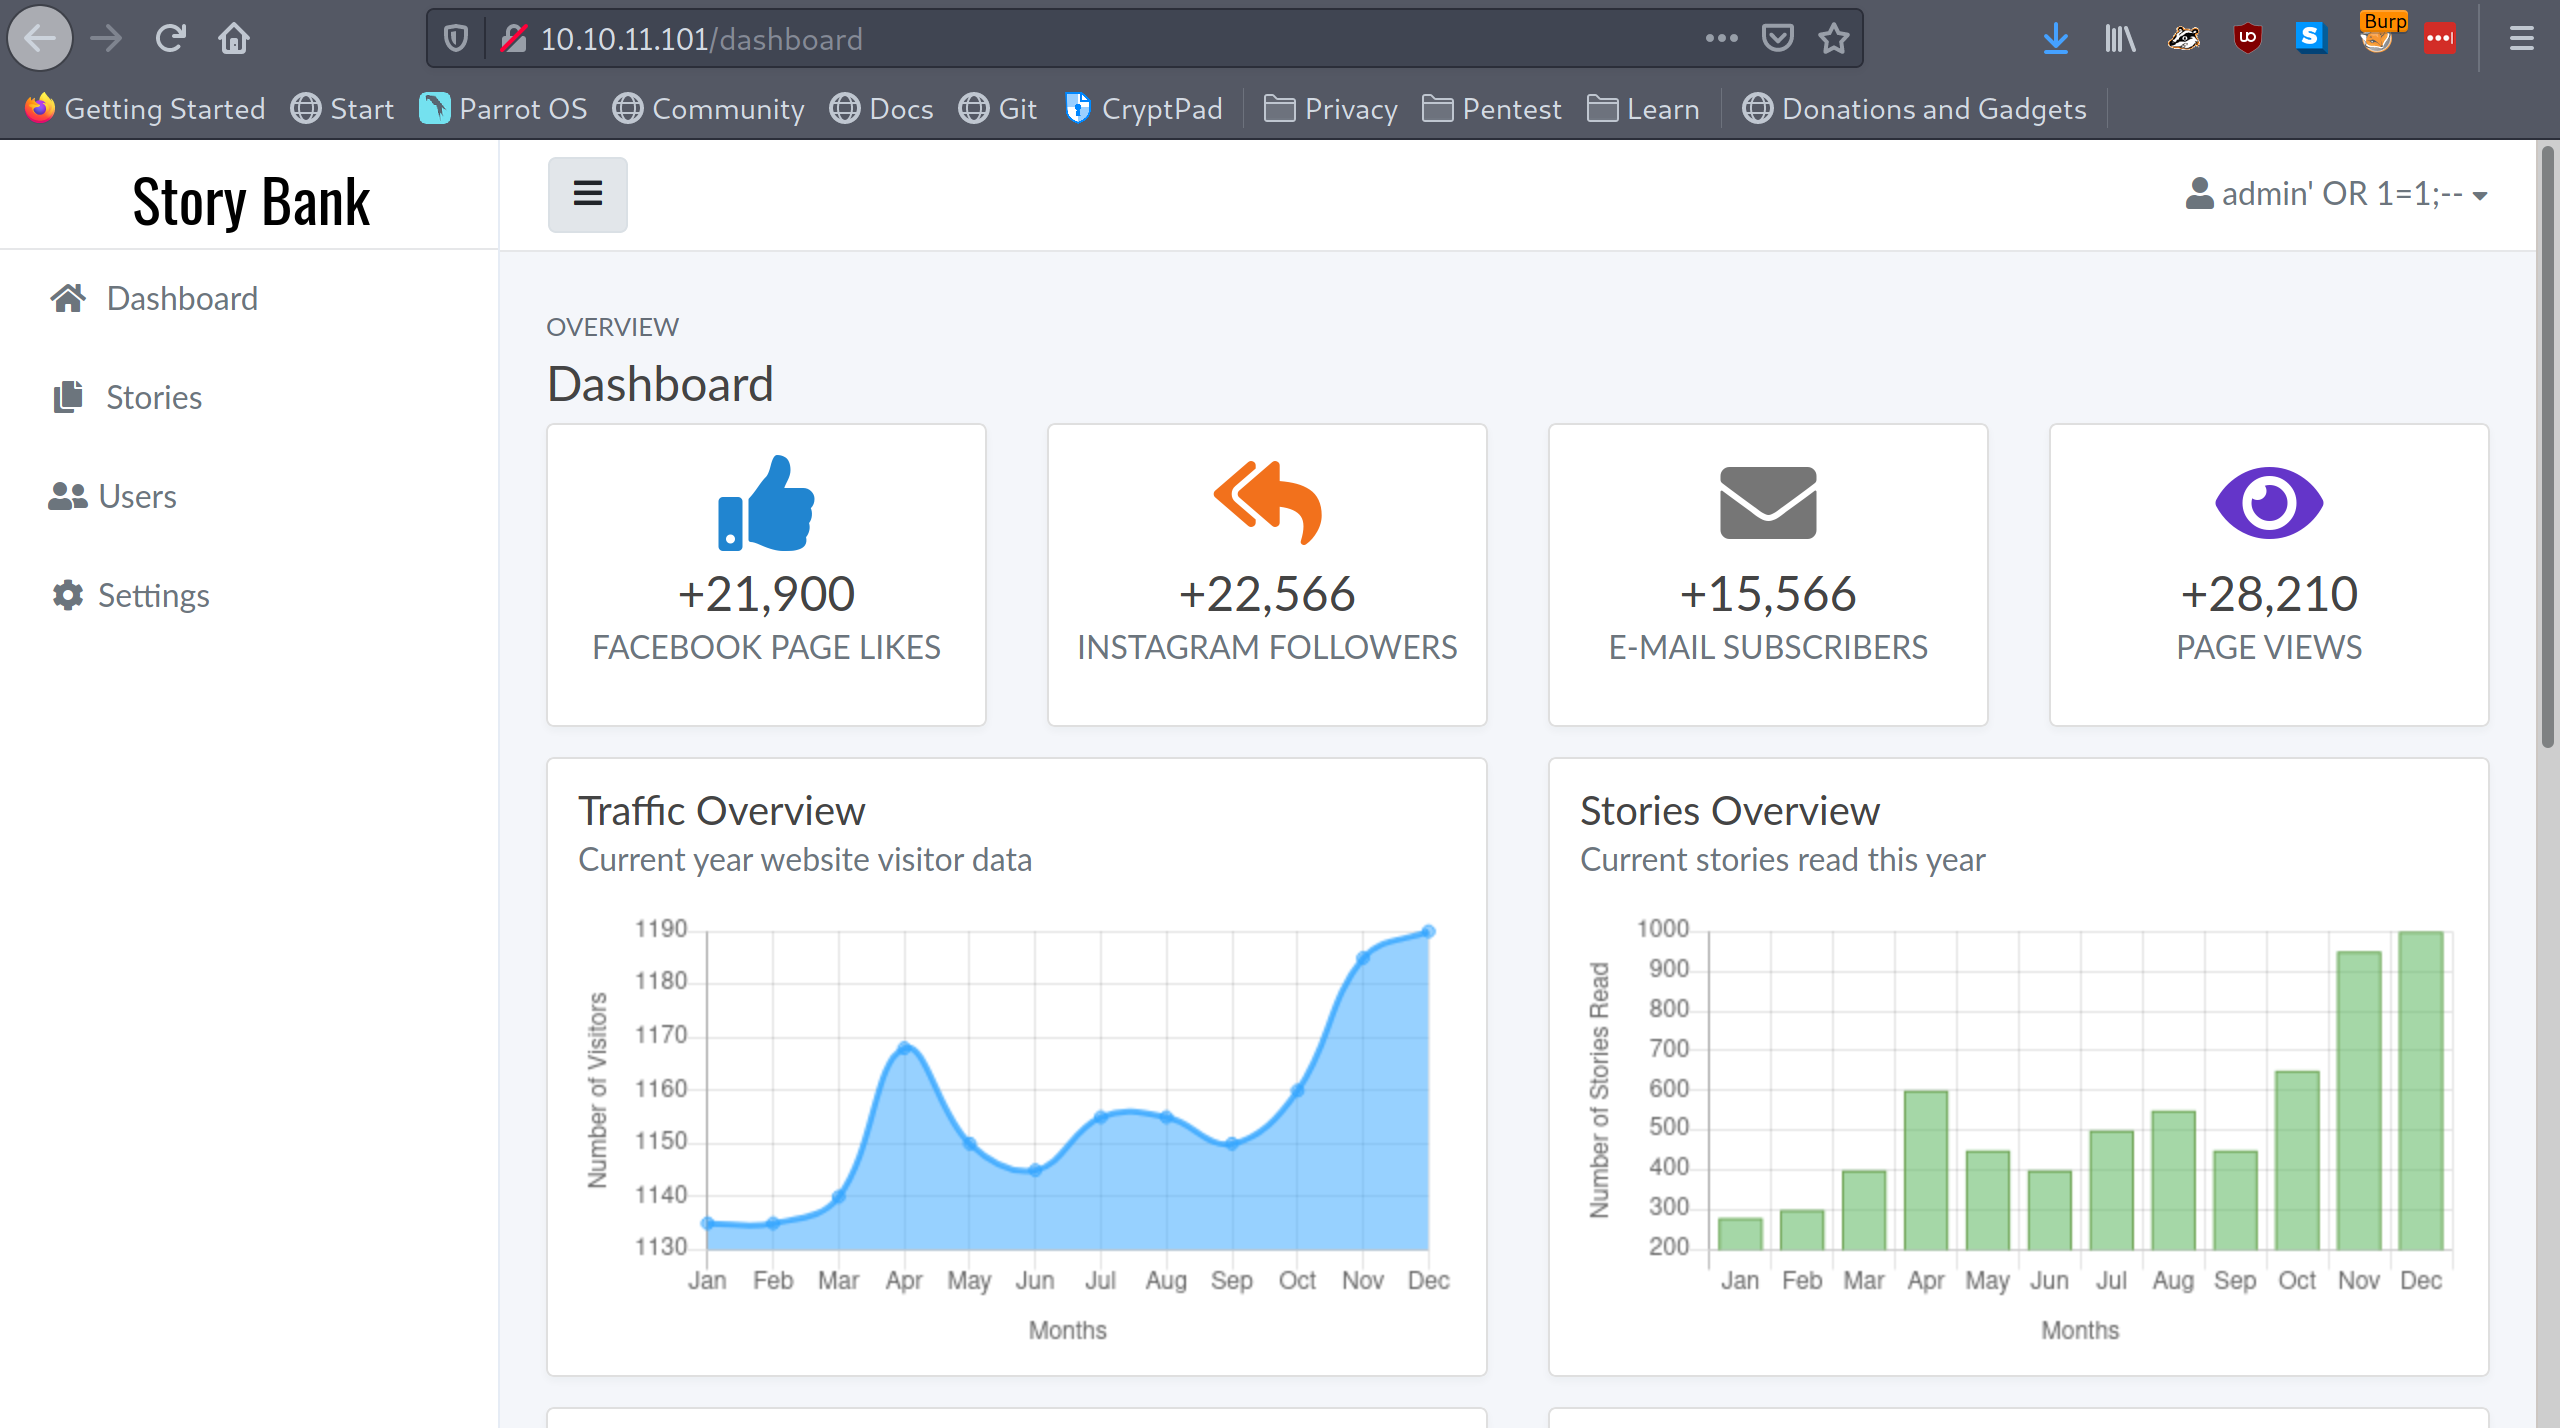 Burp
10.10.11.101/dashboard
Getting Started Start Parrot OS Community Docs Git CryptPad Privacy Pentest Learn Donations and Gadgets
Story Bank
admin' OR 1=1;--
Dashboard
Stories
Users
Settings
OVERVIEW
Dashboard
+21,900
FACEBOOK PAGE LIKES
+22,566
INSTAGRAM FOLLOWERS
+15,566
E-MAIL SUBSCRIBERS
+28,210
PAGE VIEWS
Traffic Overview
Current year website visitor data
Number of Visitors
1190
1180
1170
1160
1150
1140
1130
Jan Feb Mar Apr May Jun Jul Aug Sep Oct Nov Dec
Months
Stories Overview
Current stories read this year
Number of Stories Read
1000
900
800
700
600
500
400
300
200
Jan Feb Mar Apr May Jun Jul Aug Sep Oct Nov Dec
Months